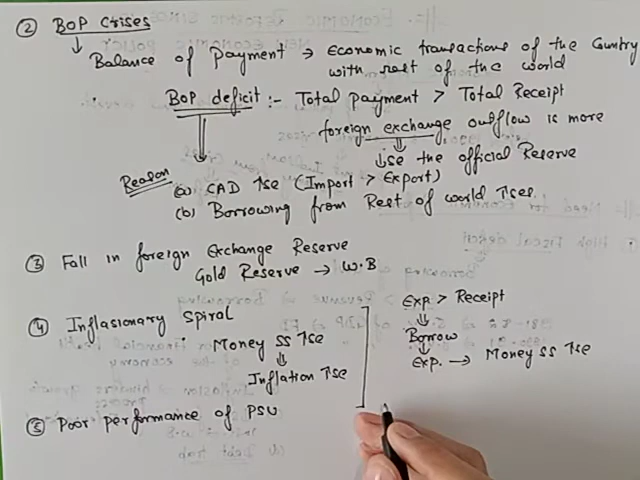 ② BOP Crises
↓
Balance of Payment → Economic transactions of the Country
with rest of the world
BOP deficit :- Total payment > Total Receipt
foreign exchange outflow is more
↓se the official Reserve
Reason
(a) CAD ↑se (Import > Export)
(b) Borrowing from Rest of world ↑ses.
③ Fall in foreign Exchange Reserve
Gold Reserve → W.B
④ Inflasionary Spiral
Money SS ↑se
⇓
Inflation ↑se
Exp > Receipt
⇓
Borrow
↓
Exp. → Money SS ↑se
⑤ Poor performance of PSU